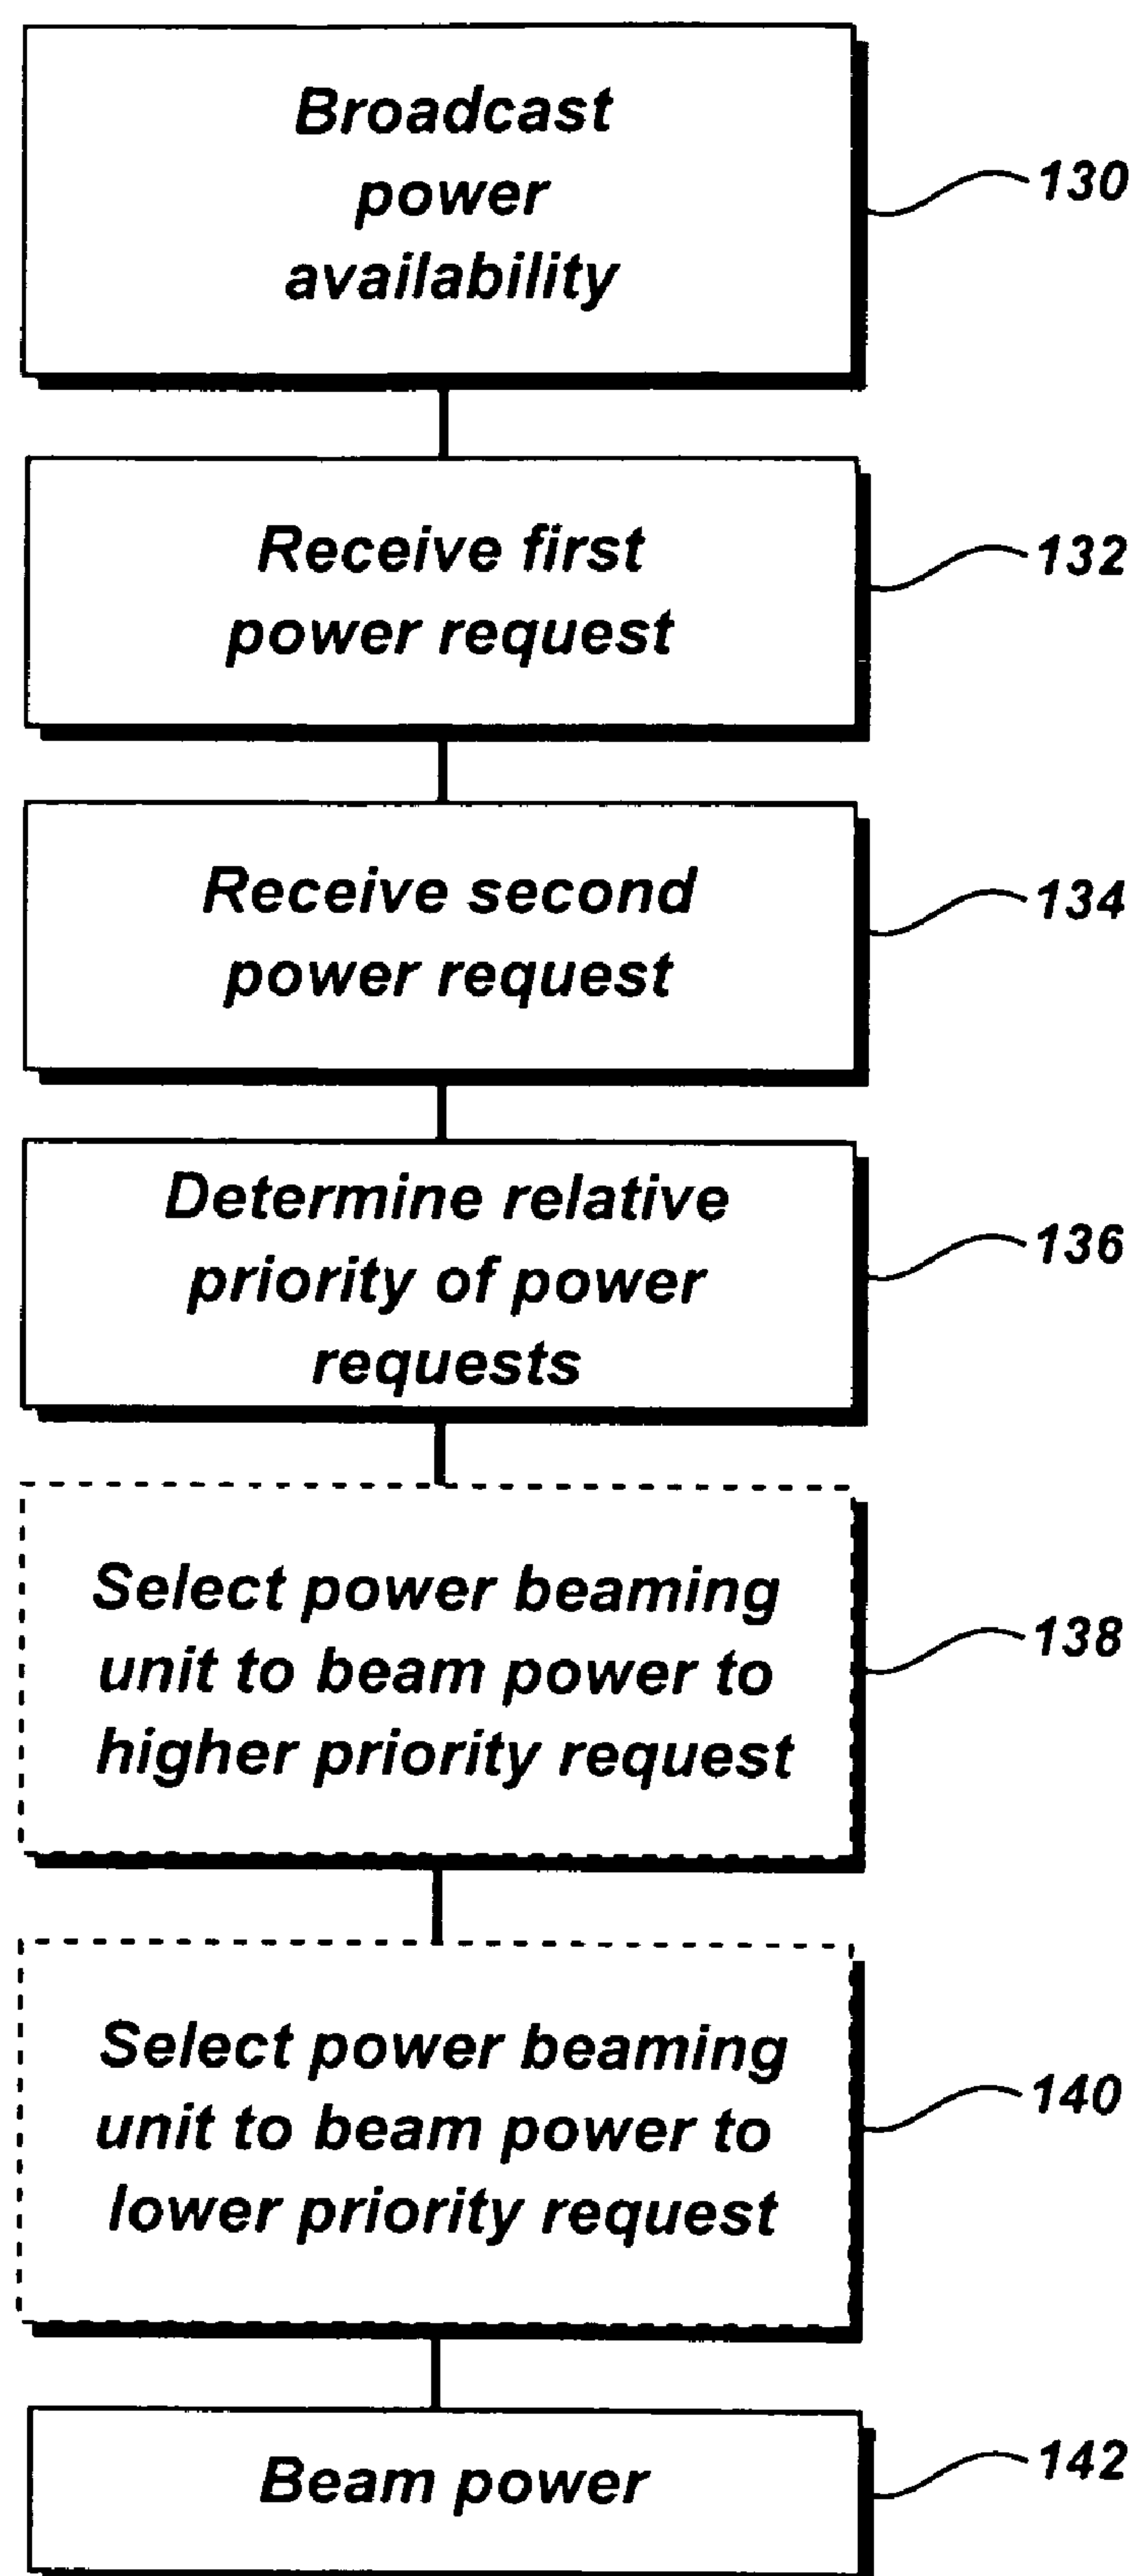 Broadcast
power
availability
130
Receive first
power request
132
Receive second
power request
134
Determine relative
priority of power
requests
136
Select power beaming
unit to beam power to
higher priority request
138
Select power beaming
unit to beam power to
lower priority request
140
Beam power
142